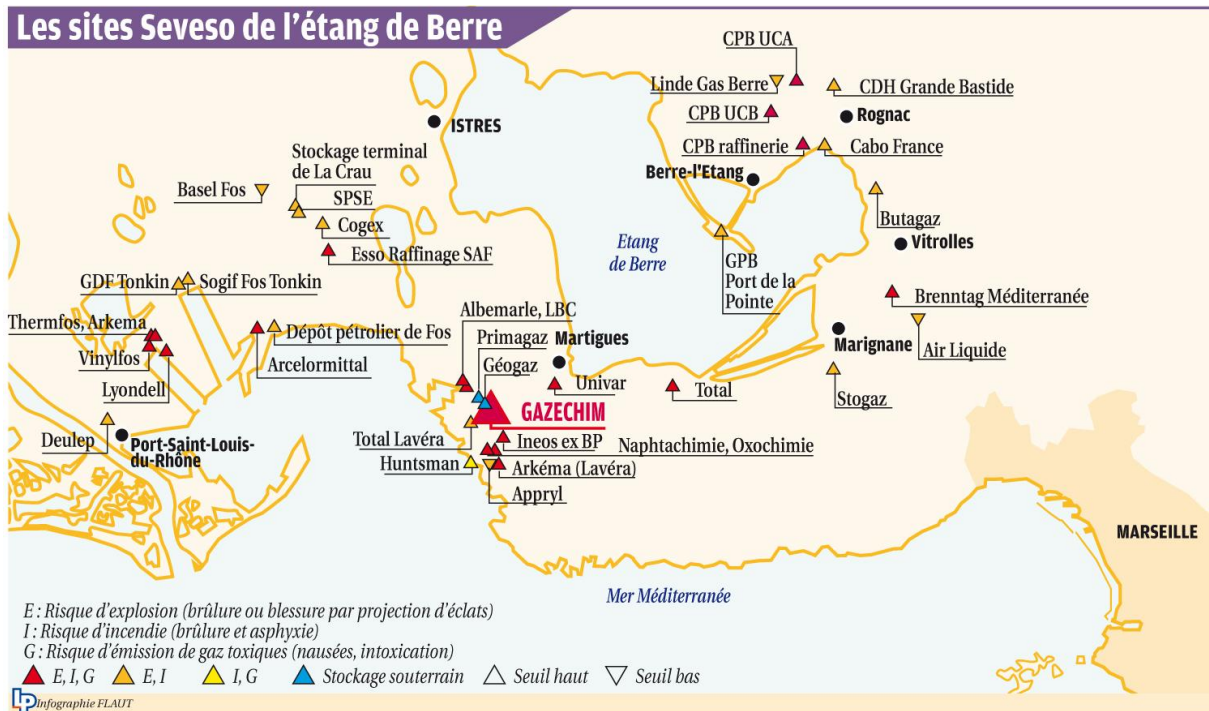 Les sites Seveso de l'étang de Berre
CPB UCA
Linde Gas Berre
CDH Grande Bastide
CPB UCB
Rognac
ISTRES
CPB raffinerie
Cabo France
Stockage terminal
de La Crau
Berre-l'Etang
Basel Fos
SPSE
Butagaz
Cogex
Vitrolles
Esso Raffinage SAF
Etang
de Berre
GPB
Port de la
Pointe
GDF Tonkin
Sogif Fos Tonkin
Brenntag Méditerranée
Albemarle, LBC
Thermfos, Arkema
Dépôt pétrolier de Fos
Primagaz
Martigues
Marignane
Air Liquide
Vinylfos
Géogaz
Arcelormittal
Lyondell
Univar
Total
Stogaz
GAZECHIM
Deulep
Port-Saint-Louis-
du-Rhône
Total Lavéra
Ineos ex BP
Naphtachimie, Oxochimie
Huntsman
Arkéma (Lavéra)
Appryl
MARSEILLE
Mer Méditerranée
E : Risque d'explosion (brûlure ou blessure par projection d'éclats)
I : Risque d'incendie (brûlure et asphyxie)
G : Risque d'émission de gaz toxiques (nausées, intoxication)
E, I, G
E, I
I, G
Stockage souterrain
Seuil haut
Seuil bas
LP Infographie FLAUT